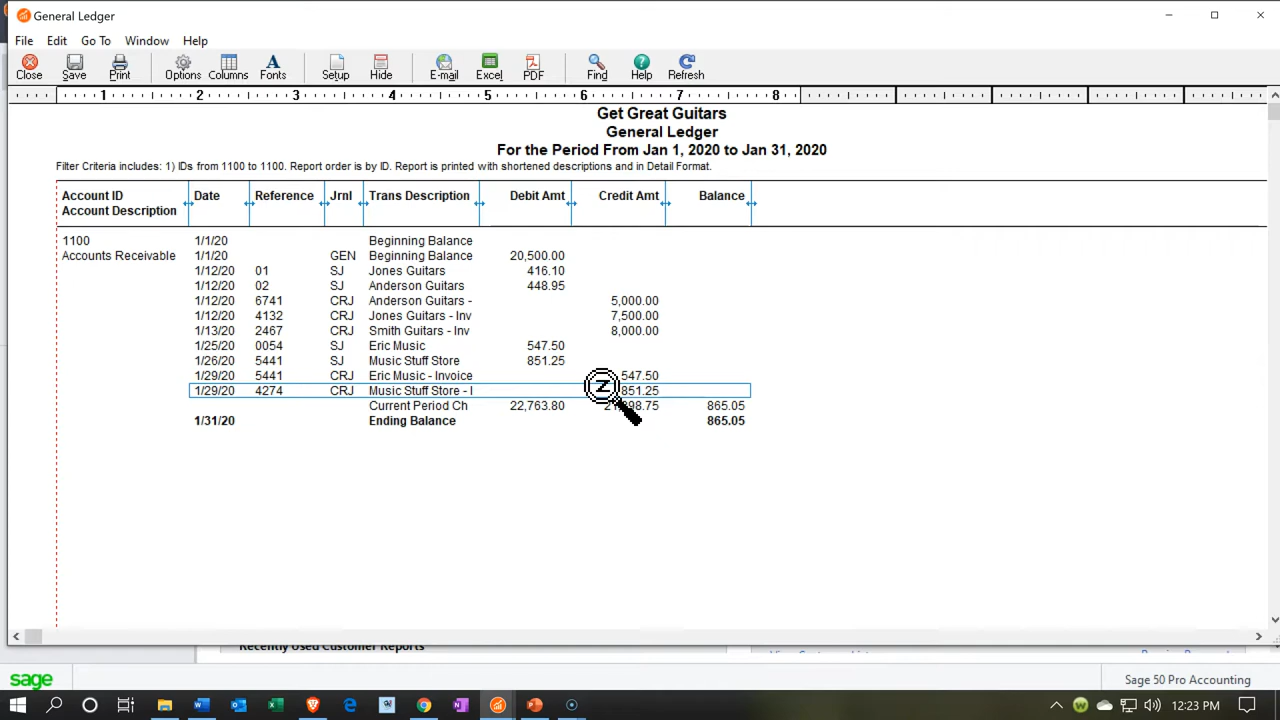 General Ledger
File Edit Go To Window Help
Close Save Print Options Columns Fonts Setup Hide E-mail Excel PDF Find Help Refresh
1 2 3 4 5 6 7 8
Get Great Guitars
General Ledger
For the Period From Jan 1, 2020 to Jan 31, 2020
Filter Criteria includes: 1) IDs from 1100 to 1100. Report order is by ID. Report is printed with shortened descriptions and in Detail Format.
Account ID Date Reference Jrnl Trans Description Debit Amt Credit Amt Balance
Account Description
1100 1/1/20 Beginning Balance
Accounts Receivable 1/1/20 GEN Beginning Balance 20,500.00
1/12/20 01 SJ Jones Guitars 416.10
1/12/20 02 SJ Anderson Guitars 448.95
1/12/20 6741 CRJ Anderson Guitars - 5,000.00
1/12/20 4132 CRJ Jones Guitars - Inv 7,500.00
1/13/20 2467 CRJ Smith Guitars - Inv 8,000.00
1/25/20 0054 SJ Eric Music 547.50
1/26/20 5441 SJ Music Stuff Store 851.25
1/29/20 5441 CRJ Eric Music - Invoice 547.50
1/29/20 4274 CRJ Music Stuff Store - I 851.25
Z
Current Period Ch 22,763.80 865.05
1/31/20 Ending Balance 865.05
Recently Used Customer Reports
sage Sage 50 Pro Accounting
12:23 PM